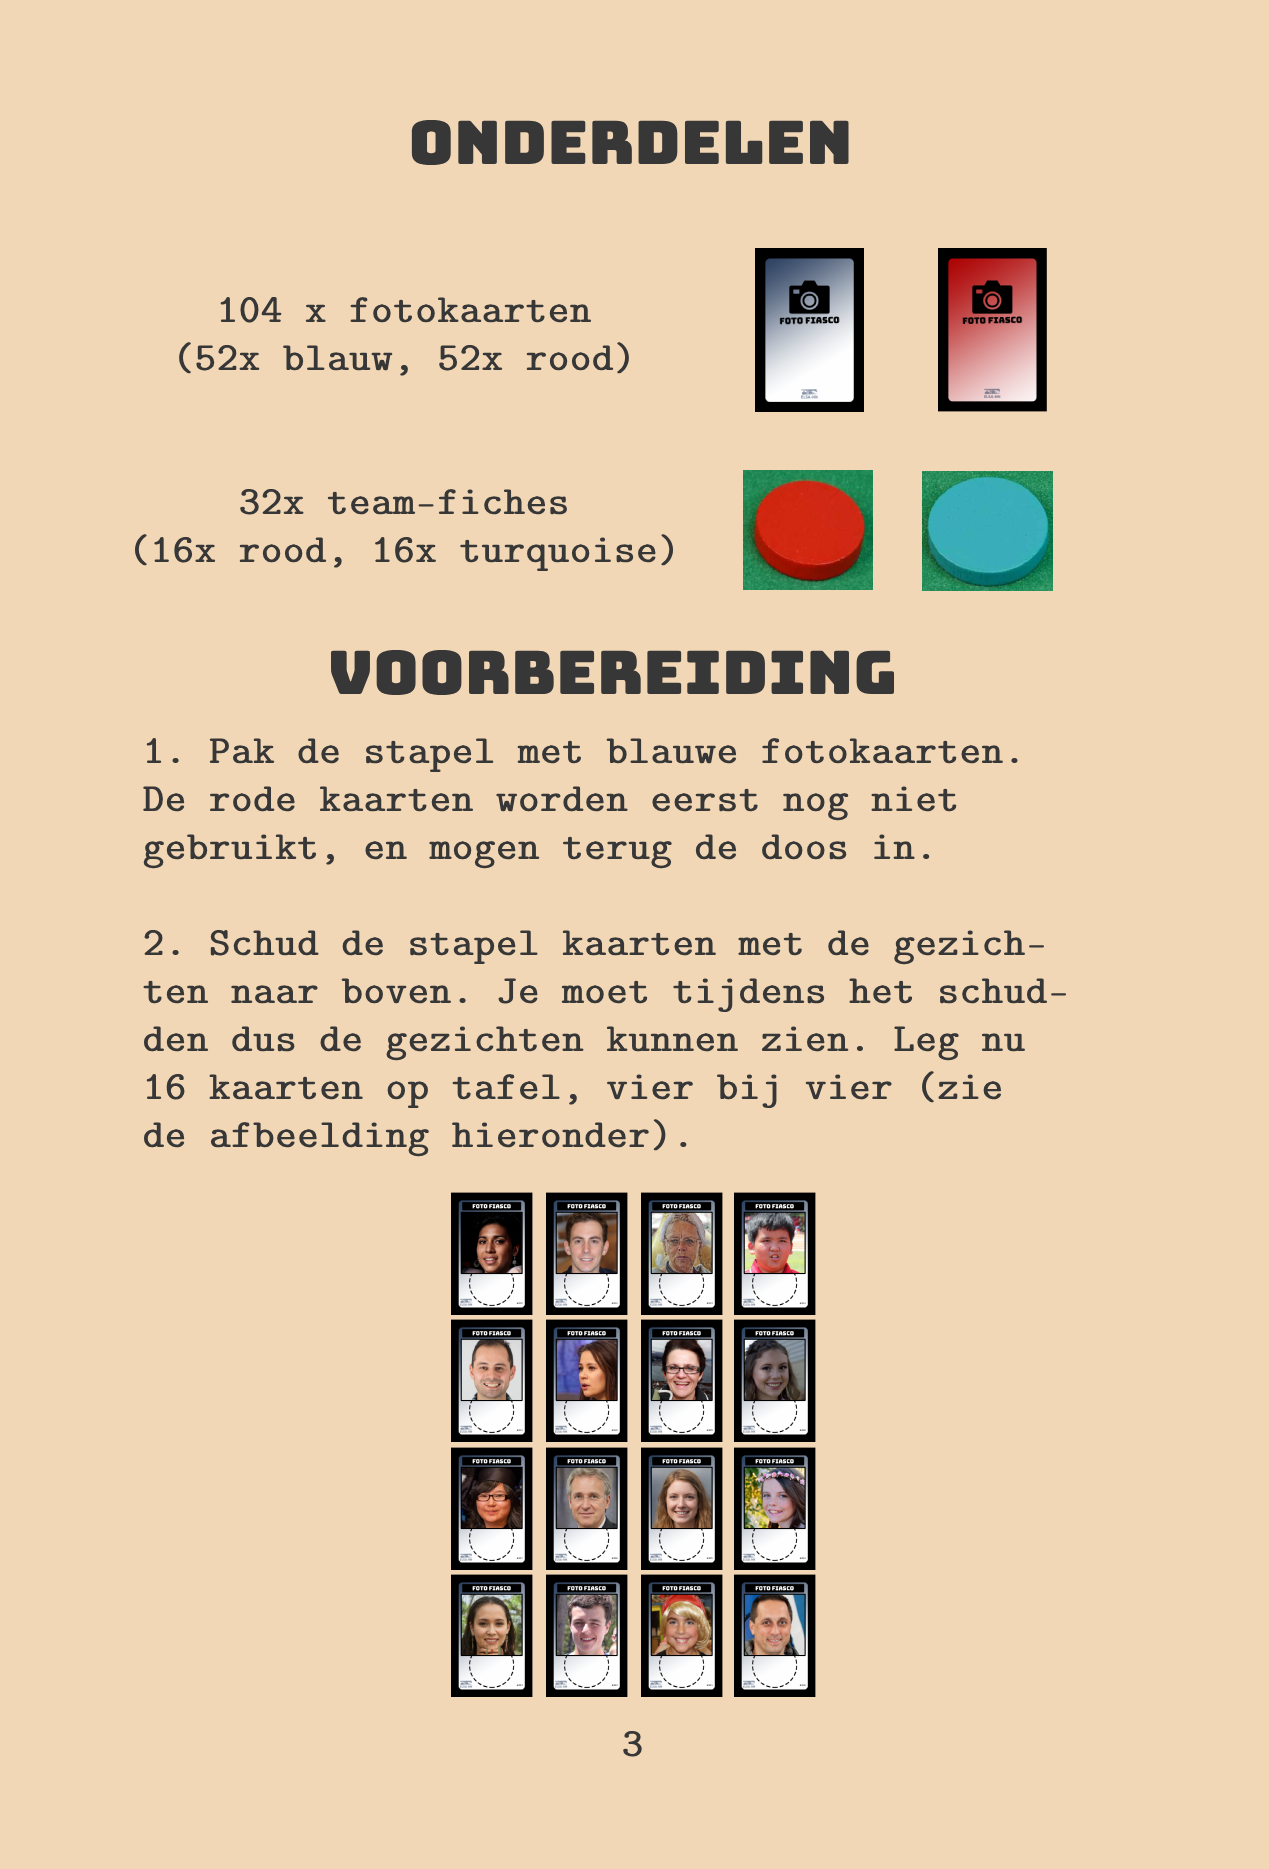 ONDERDELEN
104 x fotokaarten
(52x blauw, 52x rood)
FOTO FIASCO
FOTO FIASCO
32x team-fiches
(16x rood, 16x turquoise)
VOORBEREIDING
1. Pak de stapel met blauwe fotokaarten.
De rode kaarten worden eerst nog niet
gebruikt, en mogen terug de doos in.
2. Schud de stapel kaarten met de gezich-
ten naar boven. Je moet tijdens het schud-
den dus de gezichten kunnen zien. Leg nu
16 kaarten op tafel, vier bij vier (zie
de afbeelding hieronder).
FOTO FIASCO FOTO FIASCO FOTO FIASCO FOTO FIASCO
FOTO FIASCO FOTO FIASCO FOTO FIASCO FOTO FIASCO
FOTO FIASCO FOTO FIASCO FOTO FIASCO FOTO FIASCO
FOTO FIASCO FOTO FIASCO FOTO FIASCO FOTO FIASCO
3